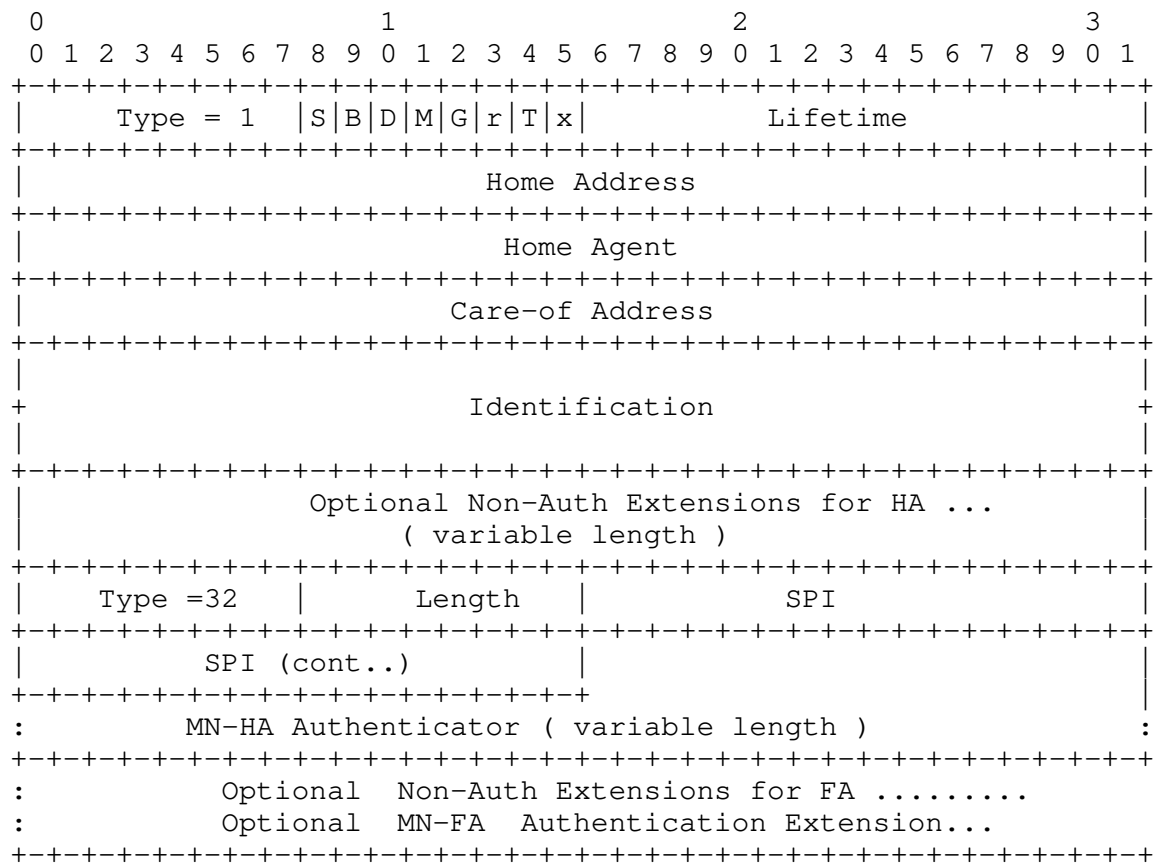 0                   1                   2                   3
 0 1 2 3 4 5 6 7 8 9 0 1 2 3 4 5 6 7 8 9 0 1 2 3 4 5 6 7 8 9 0 1
+-+-+-+-+-+-+-+-+-+-+-+-+-+-+-+-+-+-+-+-+-+-+-+-+-+-+-+-+-+-+-+-+
|     Type = 1  |S|B|D|M|G|r|T|x|          Lifetime             |
+-+-+-+-+-+-+-+-+-+-+-+-+-+-+-+-+-+-+-+-+-+-+-+-+-+-+-+-+-+-+-+-+
|                          Home Address                         |
+-+-+-+-+-+-+-+-+-+-+-+-+-+-+-+-+-+-+-+-+-+-+-+-+-+-+-+-+-+-+-+-+
|                           Home Agent                          |
+-+-+-+-+-+-+-+-+-+-+-+-+-+-+-+-+-+-+-+-+-+-+-+-+-+-+-+-+-+-+-+-+
|                        Care-of Address                        |
+-+-+-+-+-+-+-+-+-+-+-+-+-+-+-+-+-+-+-+-+-+-+-+-+-+-+-+-+-+-+-+-+
|                                                               |
+                         Identification                        +
|                                                               |
+-+-+-+-+-+-+-+-+-+-+-+-+-+-+-+-+-+-+-+-+-+-+-+-+-+-+-+-+-+-+-+-+
|                Optional Non-Auth Extensions for HA ...        |
|                     ( variable length )                       |
+-+-+-+-+-+-+-+-+-+-+-+-+-+-+-+-+-+-+-+-+-+-+-+-+-+-+-+-+-+-+-+-+
|    Type =32   |      Length   |           SPI                 |
+-+-+-+-+-+-+-+-+-+-+-+-+-+-+-+-+-+-+-+-+-+-+-+-+-+-+-+-+-+-+-+-+
|          SPI (cont..)         |                               |
+-+-+-+-+-+-+-+-+-+-+-+-+-+-+-+-+                               |
:         MN-HA Authenticator ( variable length )               :
+-+-+-+-+-+-+-+-+-+-+-+-+-+-+-+-+-+-+-+-+-+-+-+-+-+-+-+-+-+-+-+-+
:           Optional  Non-Auth Extensions for FA .........
:           Optional  MN-FA  Authentication Extension...
+-+-+-+-+-+-+-+-+-+-+-+-+-+-+-+-+-+-+-+-+-+-+-+-+-+-+-+-+-+-+-+-+